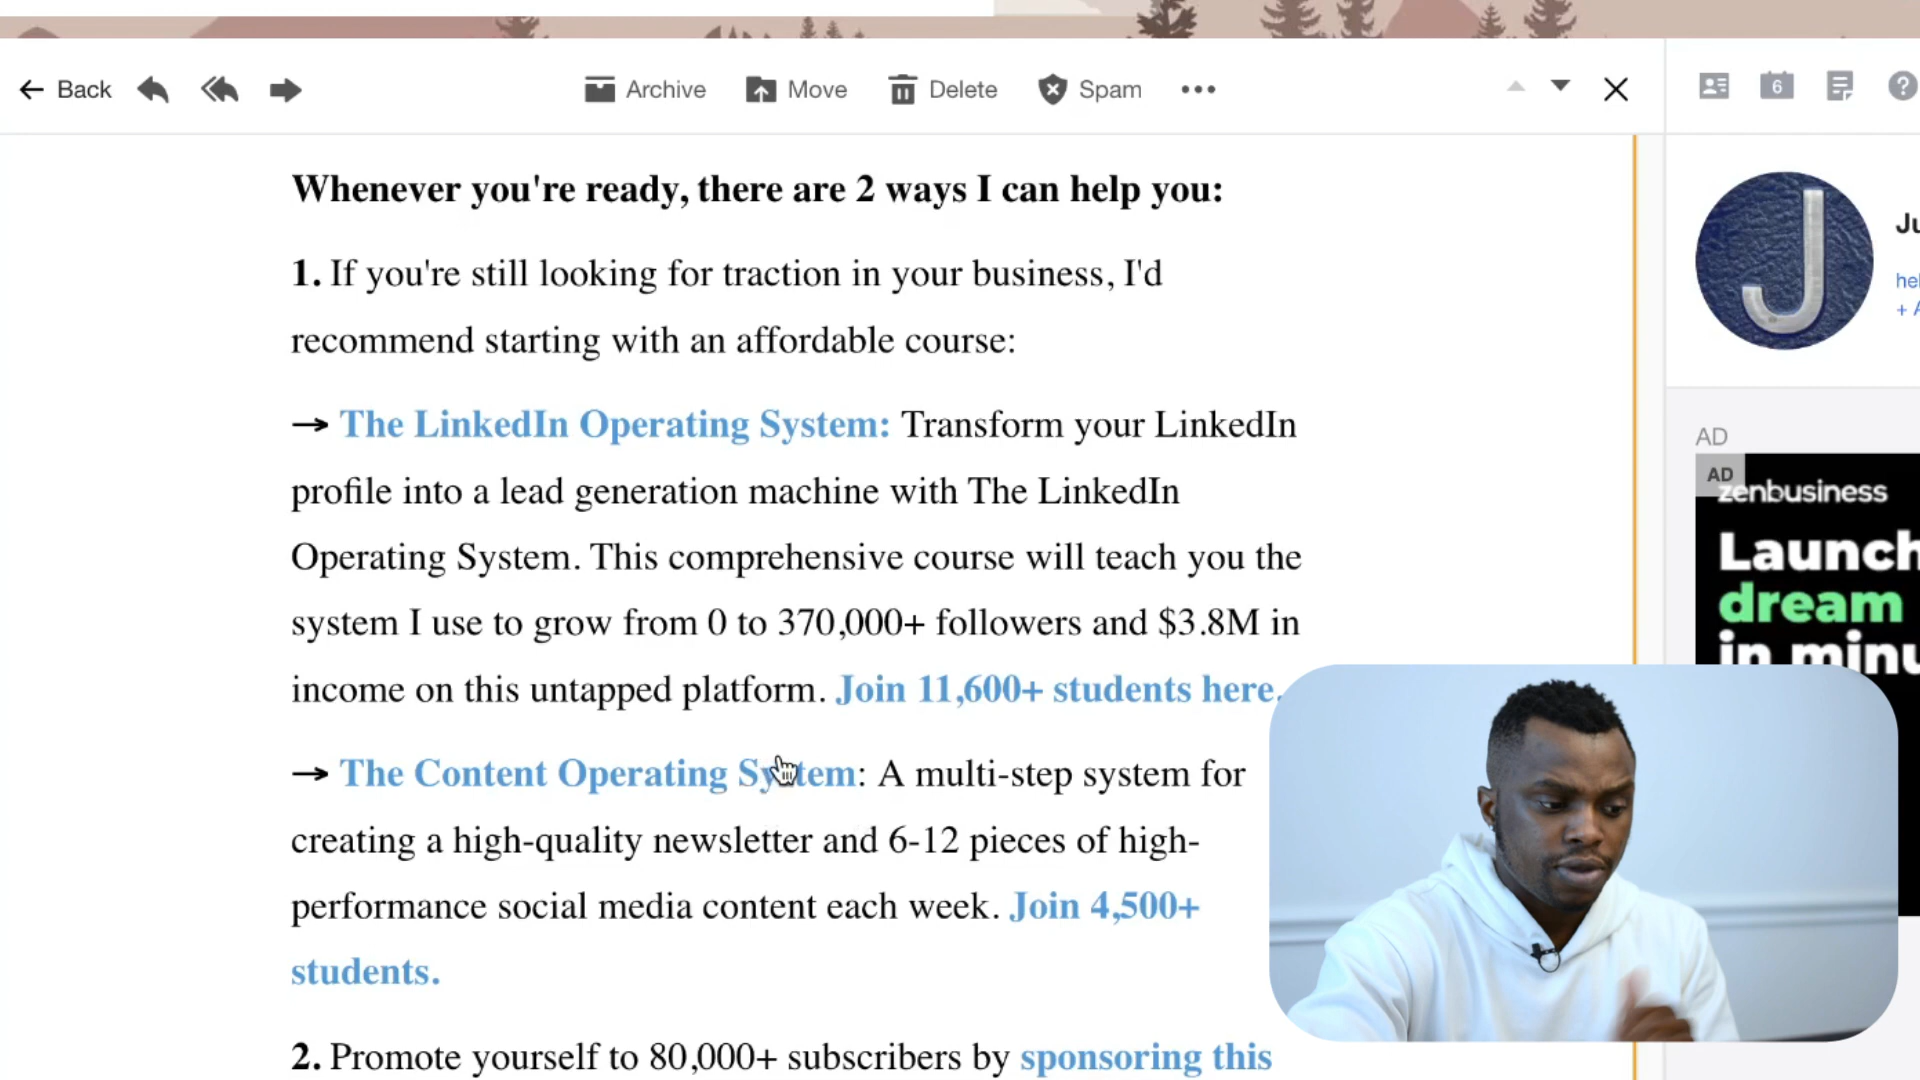 Back
Archive
Move
Delete
Spam
6
?
Whenever you're ready, there are 2 ways I can help you:
1. If you're still looking for traction in your business, I'd
recommend starting with an affordable course:
→ The LinkedIn Operating System: Transform your LinkedIn
profile into a lead generation machine with The LinkedIn
Operating System. This comprehensive course will teach you the
system I use to grow from 0 to 370,000+ followers and $3.8M in
income on this untapped platform. Join 11,600+ students here.
→ The Content Operating System: A multi-step system for
creating a high-quality newsletter and 6-12 pieces of high-
performance social media content each week. Join 4,500+
students.
2. Promote yourself to 80,000+ subscribers by sponsoring this
J
Ju
hel
+ A
AD
AD
zenbusiness
Launch
dream
in minu